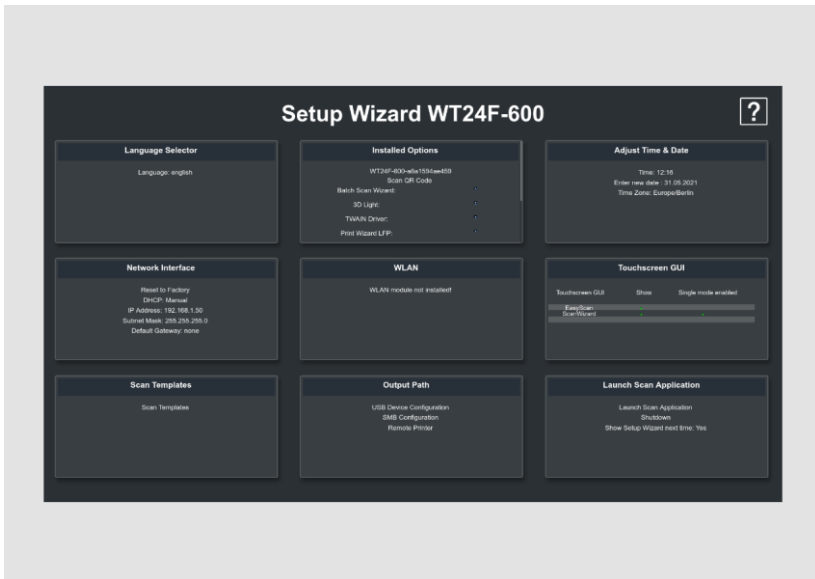 Setup Wizard WT24F-600
?
Language Selector
Language: english
Installed Options
WT24F-600-a6a1594ae459
Scan QR Code
Batch Scan Wizard:
3D Light:
TWAIN Driver:
Print Wizard LFP:
Adjust Time & Date
Time: 12:16
Enter new date : 31.05.2021
Time Zone: Europe/Berlin
Network Interface
Reset to Factory
DHCP: Manual
IP Address: 192.168.1.50
Subnet Mask: 255.255.255.0
Default Gateway: none
WLAN
WLAN module not installed!
Touchscreen GUI
Touchscreen GUI Show Single mode enabled
EasyScan
ScanWizard
Scan Templates
Scan Templates
Output Path
USB Device Configuration
SMB Configuration
Remote Printer
Launch Scan Application
Launch Scan Application
Shutdown
Show Setup Wizard next time: Yes